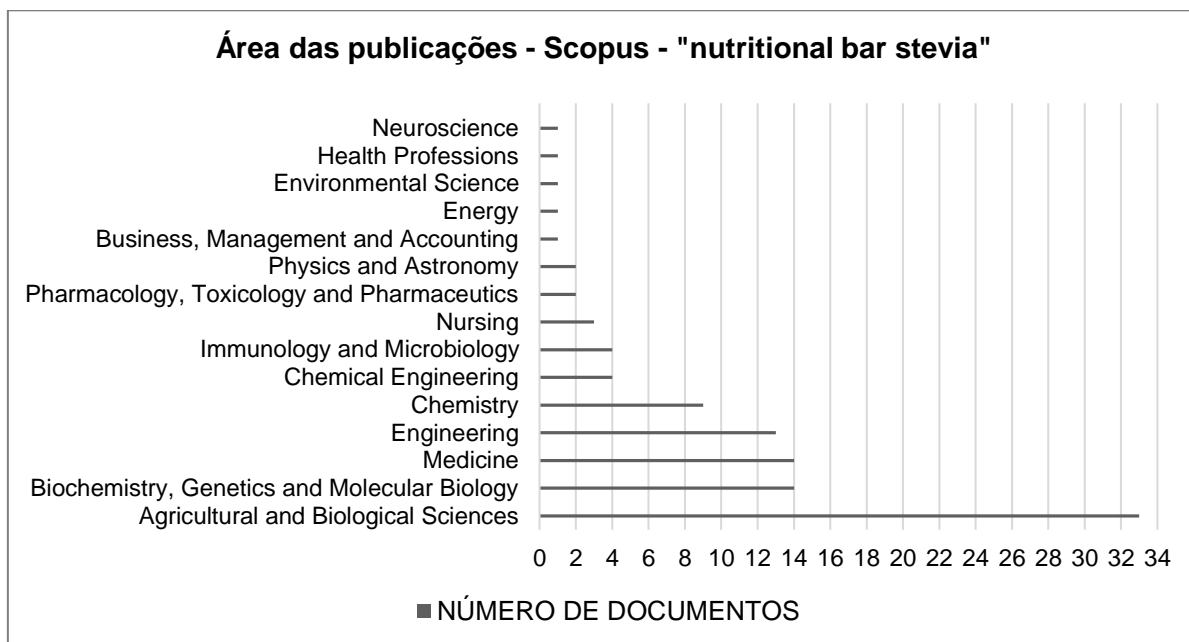 Área das publicações - Scopus - "nutritional bar stevia"
Neuroscience
Health Professions
Environmental Science
Energy
Business, Management and Accounting
Physics and Astronomy
Pharmacology, Toxicology and Pharmaceutics
Nursing
Immunology and Microbiology
Chemical Engineering
Chemistry
Engineering
Medicine
Biochemistry, Genetics and Molecular Biology
Agricultural and Biological Sciences
0 2 4 6 8 10 12 14 16 18 20 22 24 26 28 30 32 34
NÚMERO DE DOCUMENTOS